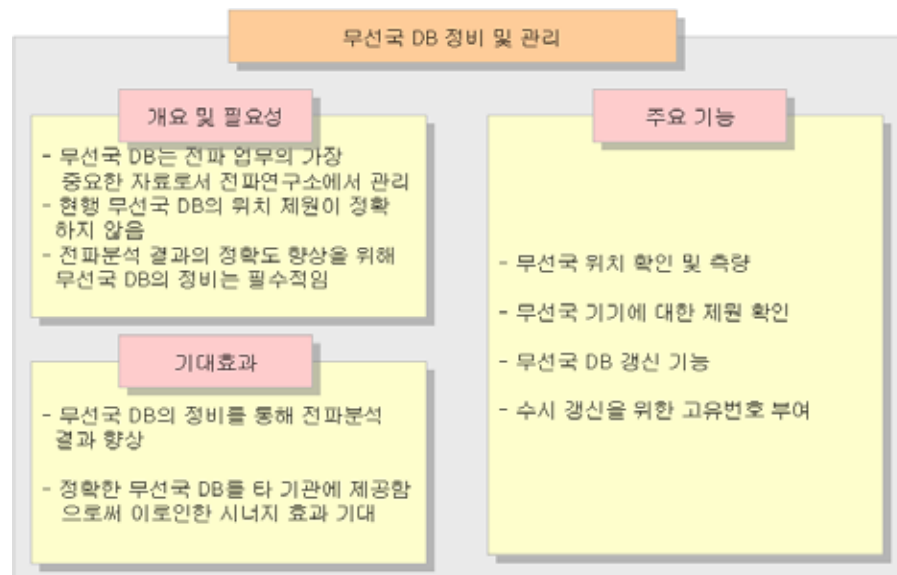 무선국 DB 정비 및 관리
개요 및 필요성
- 무선국 DB는 전파 업무의 가장
중요한 자료로서 전파연구소에서 관리
- 현행 무선국 DB의 위치 제원이 정확
하지 않음
- 전파분석 결과의 정확도 향상을 위해
무선국 DB의 정비는 필수적임
기대효과
- 무선국 DB의 정비를 통해 전파분석
결과 향상
- 정확한 무선국 DB를 타 기관에 제공함
으로써 이로인한 시너지 효과 기대
주요 기능
- 무선국 위치 확인 및 측량
- 무선국 기기에 대한 제원 확인
- 무선국 DB 갱신 기능
- 수시 갱신을 위한 고유번호 부여